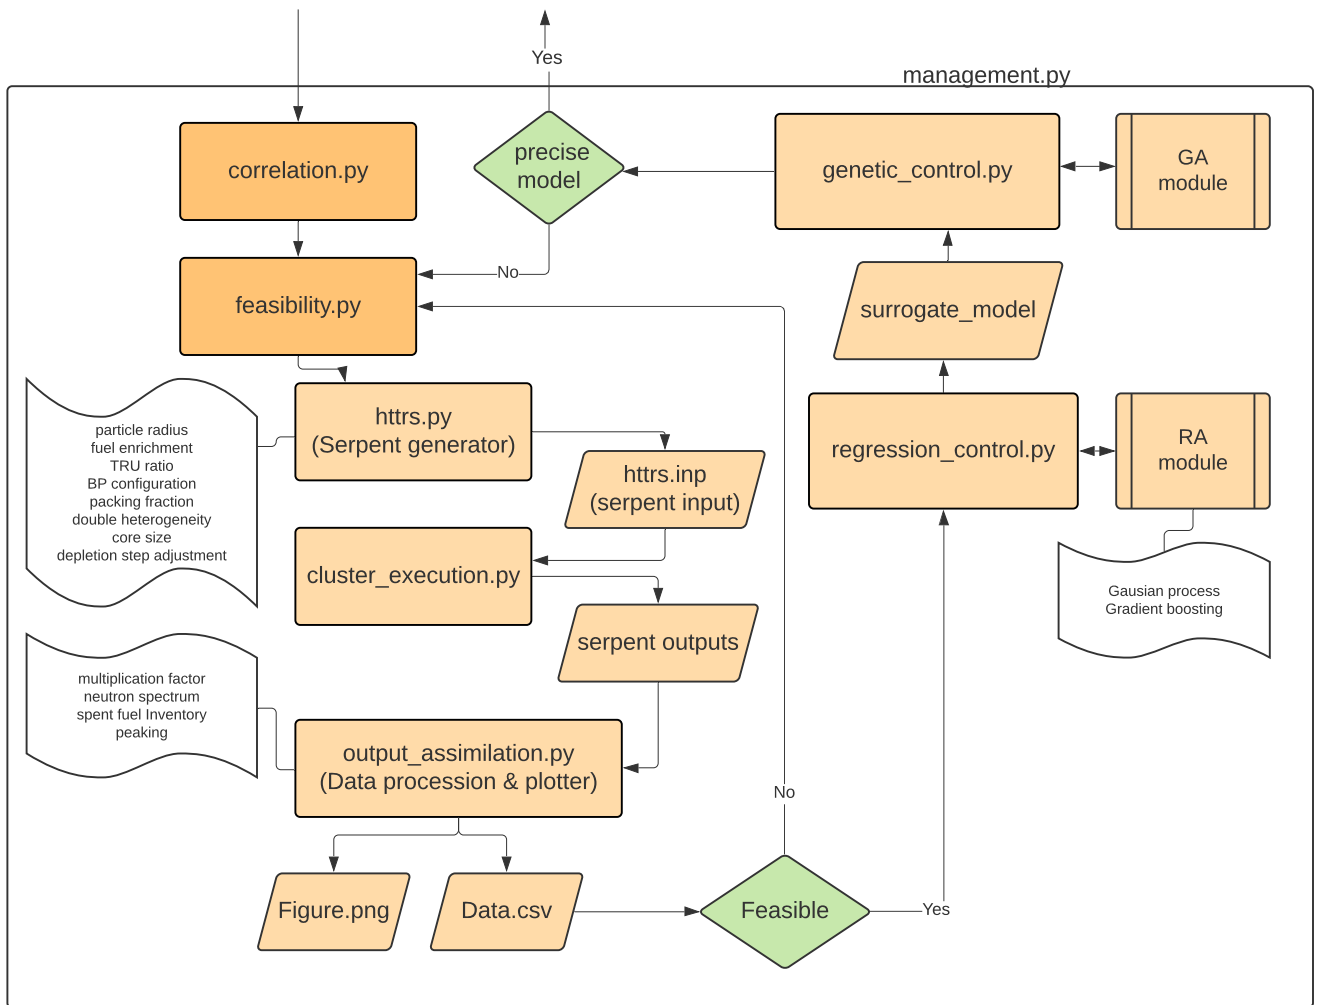 Yes
management.py
correlation.py
precise
model
genetic_control.py
GA
module
No
feasibility.py
surrogate_model
httrs.py
(Serpent generator)
particle radius
fuel enrichment
TRU ratio
BP configuration
packing fraction
double heterogeneity
core size
depletion step adjustment
httrs.inp
(serpent input)
regression_control.py
RA
module
cluster_execution.py
Gausian process
Gradient boosting
serpent outputs
multiplication factor
neutron spectrum
spent fuel Inventory
peaking
output_assimilation.py
(Data procession & plotter)
No
Figure.png
Data.csv
Feasible
Yes